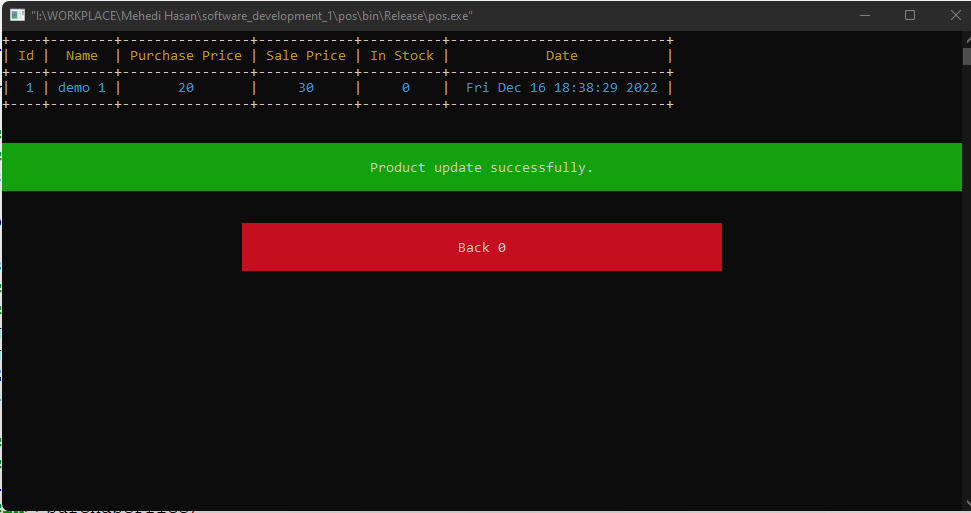 "I:\WORKPLACE\Mehedi Hasan\software_development_1\pos\bin\Release\pos.exe"
+----+--------+----------------+------------+----------+---------------------------+
| Id | Name | Purchase Price | Sale Price | In Stock | Date |
+----+--------+----------------+------------+----------+---------------------------+
| 1 | demo 1 | 20 | 30 | 0 | Fri Dec 16 18:38:29 2022 |
+----+--------+----------------+------------+----------+---------------------------+
Product update successfully.
Back 0